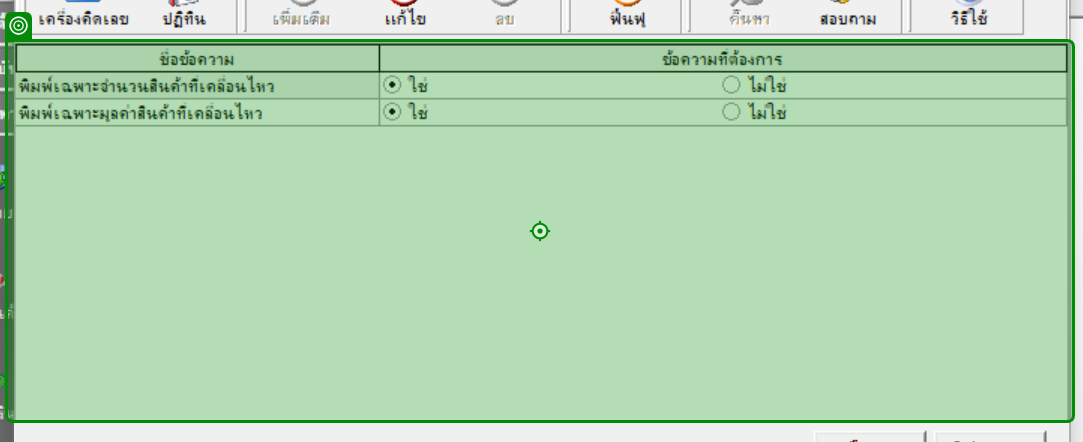 เครื่องคิดเลข ปฏิทิน เพิ่มเติม แก้ไข ลบ ฟื้นฟู ค้นหา สอบถาม วิธีใช้
ชื่อข้อความ ข้อความที่ต้องการ
พิมพ์เฉพาะจำนวนสินค้าที่เคลื่อนไหว ใช่ ไม่ใช่
พิมพ์เฉพาะมูลค่าสินค้าที่เคลื่อนไหว ใช่ ไม่ใช่